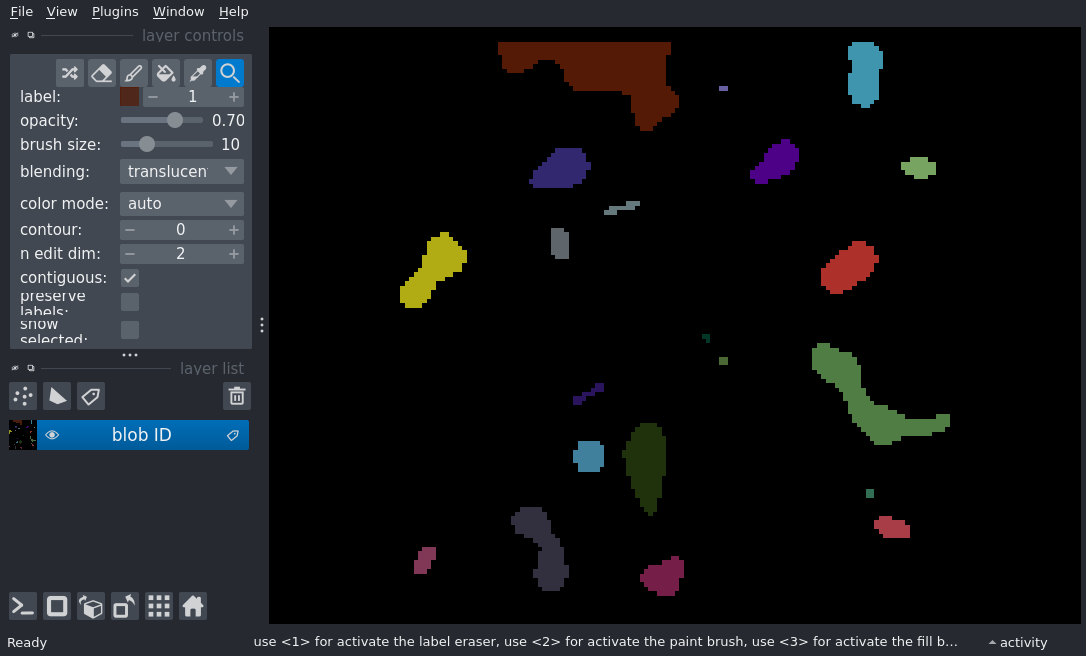 File View Plugins Window Help
layer controls
label: 1
opacity: 0.70
brush size: 10
blending: translucen
color mode: auto
contour: 0
n edit dim: 2
contiguous:
preserve
labels:
show
selected:
layer list
blob ID
Ready use <1> for activate the label eraser, use <2> for activate the paint brush, use <3> for activate the fill b... activity